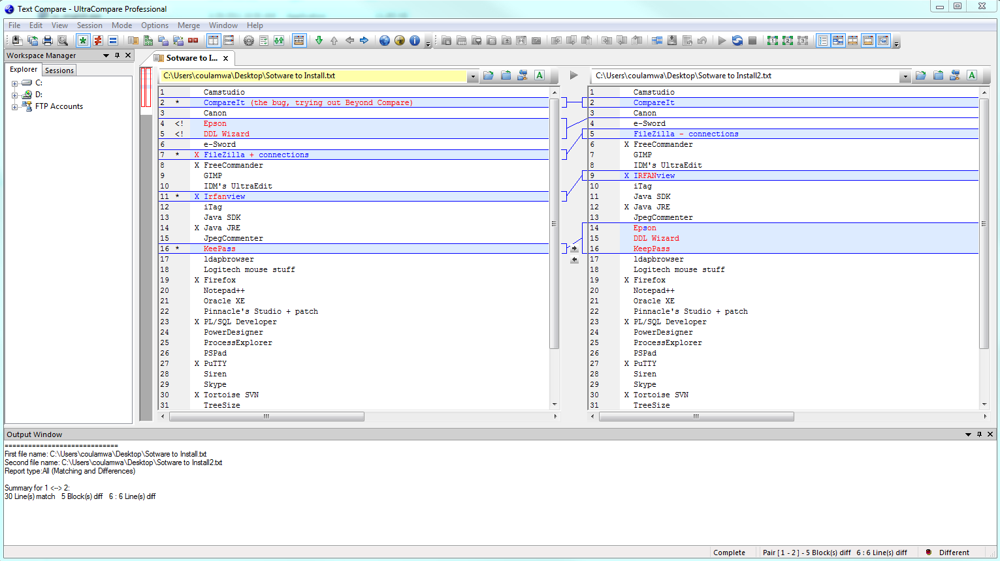 Text Compare - UltraCompare Professional
File Edit View Session Mode Options Merge Window Help
Workspace Manager
Explorer Sessions
C:
D:
FTP Accounts
Sotware to I...
C:\Users\coulamwa\Desktop\Sotware to Install.txt
1 Camstudio
2 * CompareIt (the bug, trying out Beyond Compare)
3 Canon
4 <! Epson
5 <! DDL Wizard
6 e-Sword
7 * X FileZilla + connections
8 X FreeCommander
9 GIMP
10 IDM's UltraEdit
11 * X Irfanview
12 iTag
13 Java SDK
14 X Java JRE
15 JpegCommenter
16 * KeePass
17 ldapbrowser
18 Logitech mouse stuff
19 X Firefox
20 Notepad++
21 Oracle XE
22 Pinnacle's Studio + patch
23 X PL/SQL Developer
24 PowerDesigner
25 ProcessExplorer
26 PSPad
27 X PuTTY
28 Siren
29 Skype
30 X Tortoise SVN
31 TreeSize
C:\Users\coulamwa\Desktop\Sotware to Install2.txt
1 Camstudio
2 CompareIt
3 Canon
4 e-Sword
5 FileZilla - connections
6 X FreeCommander
7 GIMP
8 IDM's UltraEdit
9 X IRFANview
10 iTag
11 Java SDK
12 X Java JRE
13 JpegCommenter
14 Epson
15 DDL Wizard
16 KeepPass
17 ldapbrowser
18 Logitech mouse stuff
19 X Firefox
20 Notepad++
21 Oracle XE
22 Pinnacle's Studio + patch
23 X PL/SQL Developer
24 PowerDesigner
25 ProcessExplorer
26 PSPad
27 X PuTTY
28 Siren
29 Skype
30 X Tortoise SVN
31 TreeSize
Output Window
=============================
First file name: C:\Users\coulamwa\Desktop\Sotware to Install.txt
Second file name: C:\Users\coulamwa\Desktop\Sotware to Install2.txt
Report type:All (Matching and Differences)
Summary for 1 <--> 2:
30 Line(s) match 5 Block(s) diff 6 : 6 Line(s) diff
Complete Pair [ 1 - 2 ] - 5 Block(s) diff 6 : 6 Line(s) diff Different